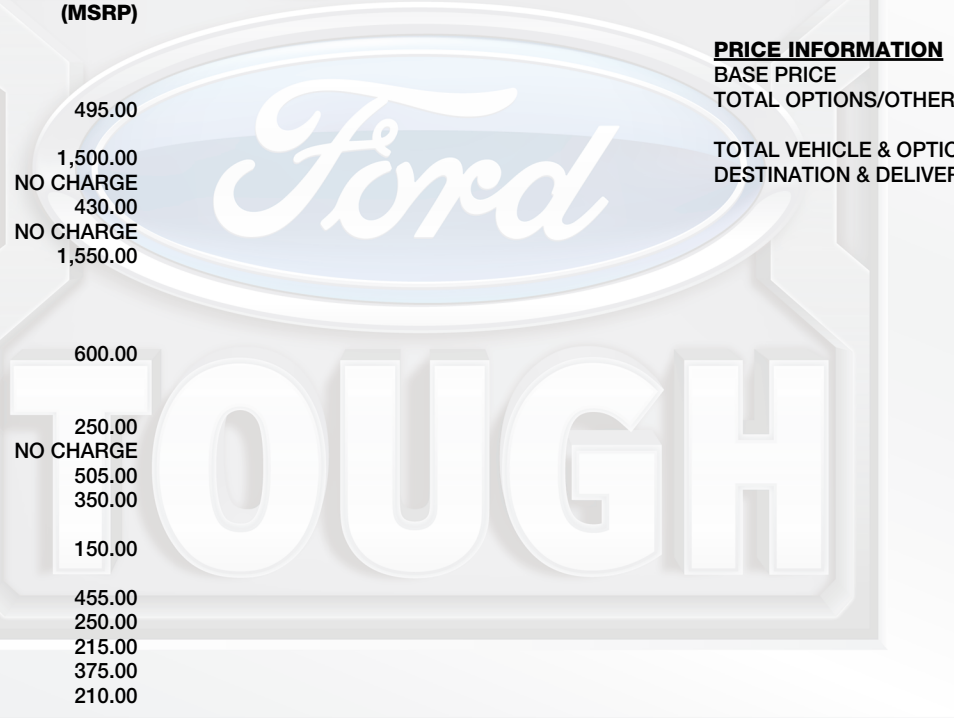 (MSRP)
495.00
1,500.00
NO CHARGE
430.00
NO CHARGE
1,550.00
600.00
250.00
NO CHARGE
505.00
350.00
150.00
455.00
250.00
215.00
375.00
210.00
PRICE INFORMATION
BASE PRICE
TOTAL OPTIONS/OTHER
TOTAL VEHICLE & OPTIO
DESTINATION & DELIVER
Ford
TOUGH